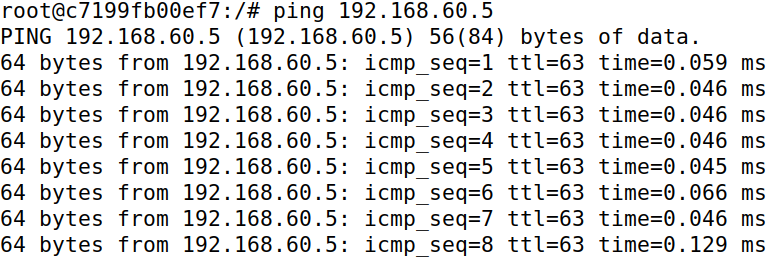 root@c7199fb00ef7:/# ping 192.168.60.5
PING 192.168.60.5 (192.168.60.5) 56(84) bytes of data.
64 bytes from 192.168.60.5: icmp_seq=1 ttl=63 time=0.059 ms
64 bytes from 192.168.60.5: icmp_seq=2 ttl=63 time=0.046 ms
64 bytes from 192.168.60.5: icmp_seq=3 ttl=63 time=0.046 ms
64 bytes from 192.168.60.5: icmp_seq=4 ttl=63 time=0.046 ms
64 bytes from 192.168.60.5: icmp_seq=5 ttl=63 time=0.045 ms
64 bytes from 192.168.60.5: icmp_seq=6 ttl=63 time=0.066 ms
64 bytes from 192.168.60.5: icmp_seq=7 ttl=63 time=0.046 ms
64 bytes from 192.168.60.5: icmp_seq=8 ttl=63 time=0.129 ms